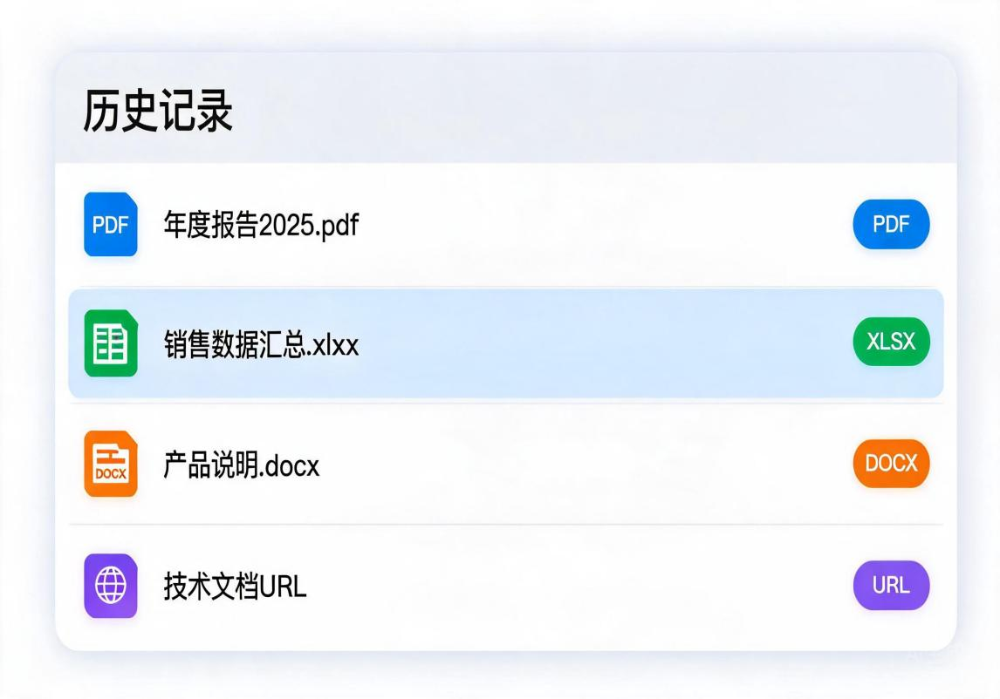 历史记录
PDF 年度报告2025.pdf PDF
销售数据汇总.xlxx XLSX
DOCX 产品说明.docx DOCX
技术文档URL URL